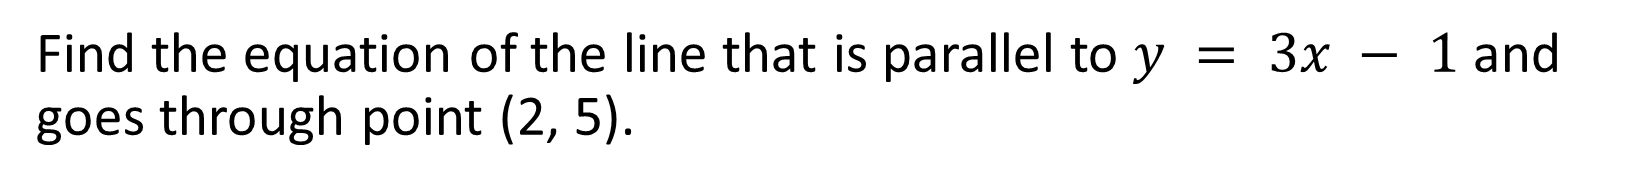 Find the equation of the line that is parallel to y = 3x − 1 and
goes through point (2, 5).